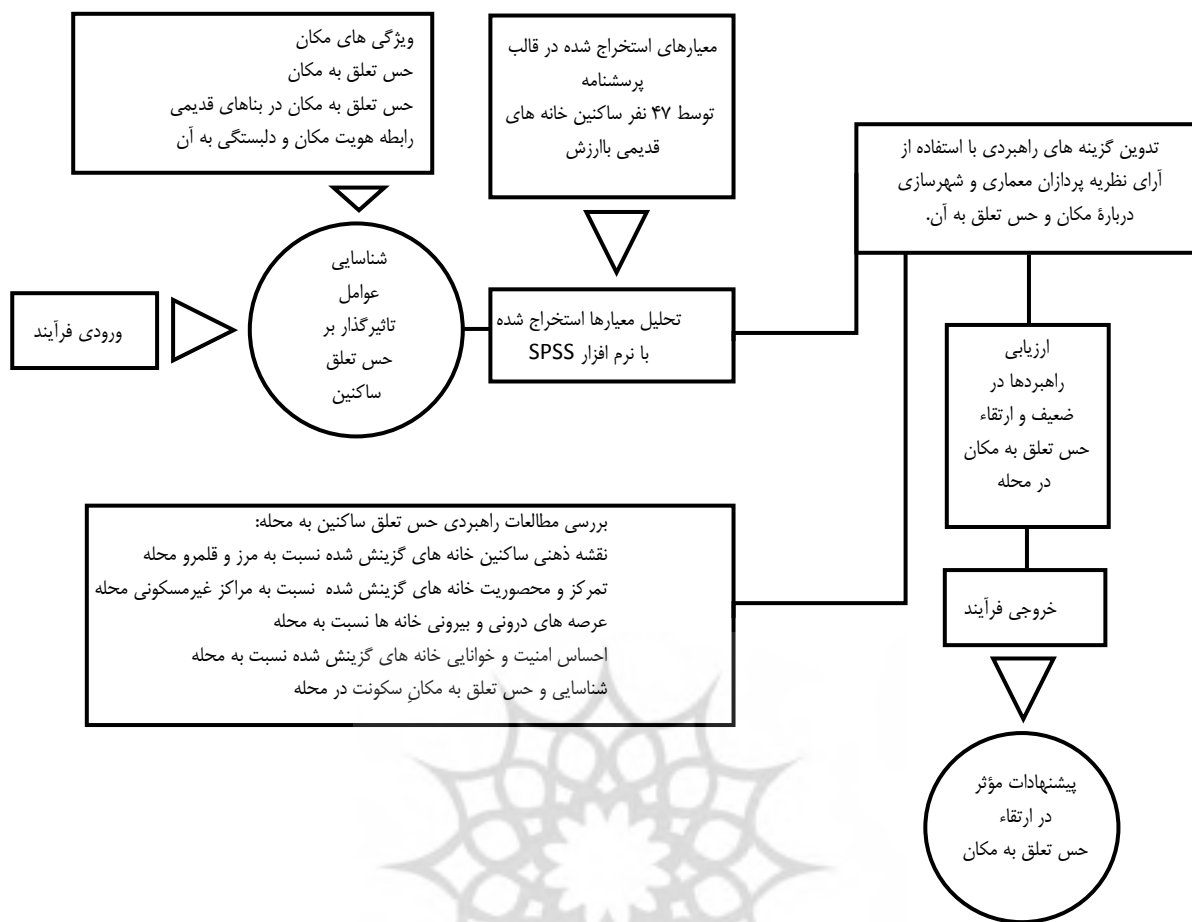 ویژگی های مکان
حس تعلق به مکان
حس تعلق به مکان در بناهای قدیمی
رابطه هویت مکان و دلبستگی به آن
معیارهای استخراج شده در قالب
پرسشنامه
توسط ۴۷ نفر ساکنین خانه های
قدیمی باارزش
تدوین گزینه های راهبردی با استفاده از
آرای نظریه پردازان معماری و شهرسازی
دربارۀ مکان و حس تعلق به آن.
ورودی فرآیند
شناسایی
عوامل
تاثیرگذار بر
حس تعلق
ساکنین
تحلیل معیارها استخراج شده
با نرم افزار SPSS
ارزیابی
راهبردها در
ضعیف و ارتقاء
حس تعلق به مکان
در محله
بررسی مطالعات راهبردی حس تعلق ساکنین به محله:
نقشه ذهنی ساکنین خانه های گزینش شده نسبت به مرز و قلمرو محله
تمرکز و محصوریت خانه های گزینش شده نسبت به مراکز غیرمسکونی محله
عرصه های درونی و بیرونی خانه ها نسبت به محله
احساس امنیت و خوانایی خانه های گزینش شده نسبت به محله
شناسایی و حس تعلق به مکانِ سکونت در محله
خروجی فرآیند
پیشنهادات مؤثر
در ارتقاء
حس تعلق به مکان